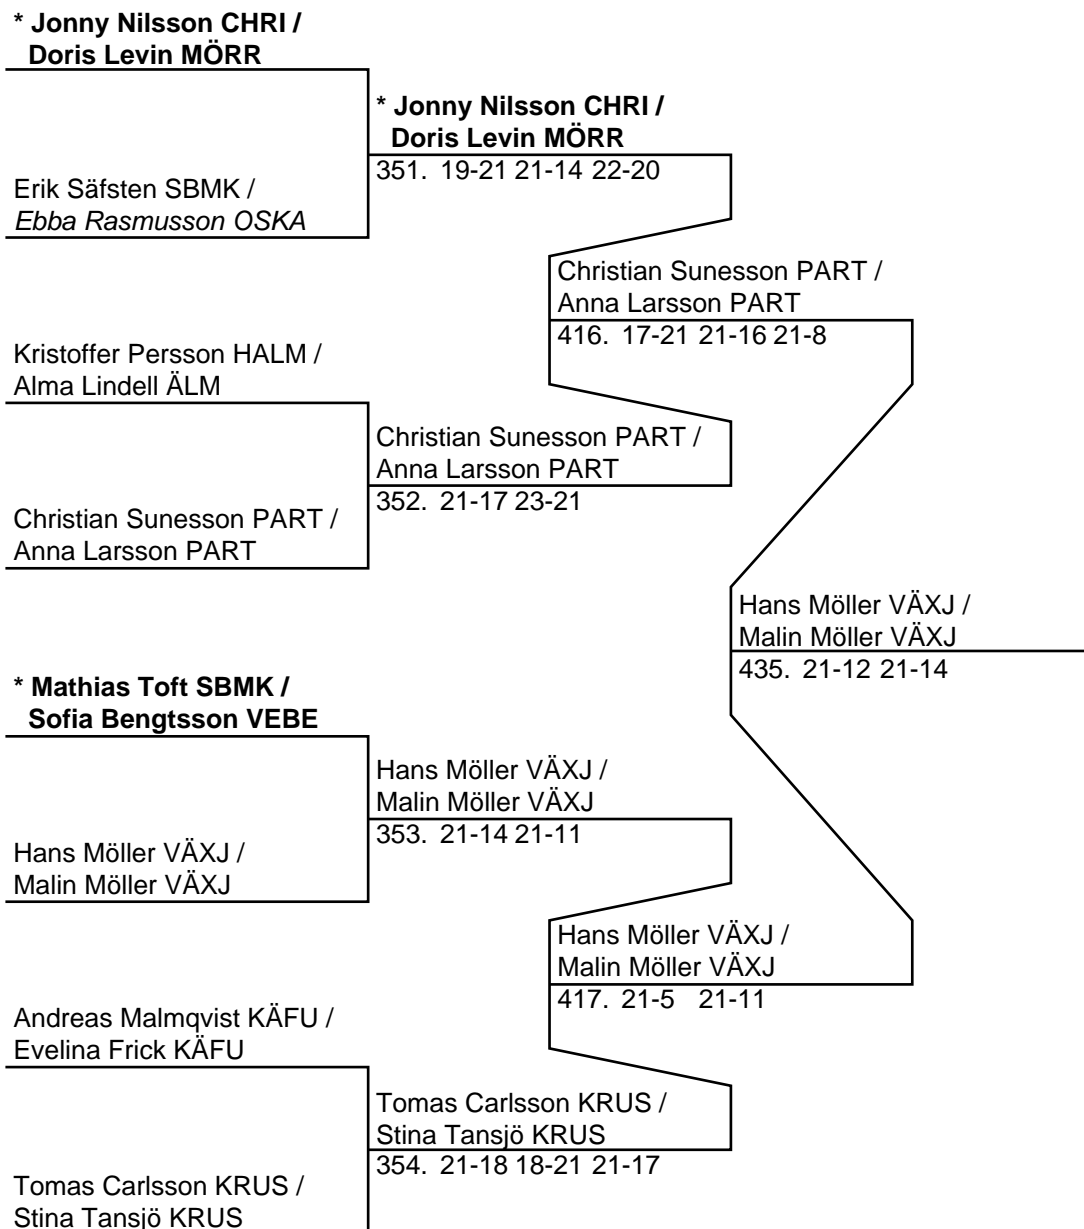 * Jonny Nilsson CHRI /
Doris Levin MÖRR
* Jonny Nilsson CHRI /
Doris Levin MÖRR
351. 19-21 21-14 22-20
Erik Säfsten SBMK /
Ebba Rasmusson OSKA
Christian Sunesson PART /
Anna Larsson PART
416. 17-21 21-16 21-8
Kristoffer Persson HALM /
Alma Lindell ÄLM
Christian Sunesson PART /
Anna Larsson PART
352. 21-17 23-21
Christian Sunesson PART /
Anna Larsson PART
Hans Möller VÄXJ /
Malin Möller VÄXJ
435. 21-12 21-14
* Mathias Toft SBMK /
Sofia Bengtsson VEBE
Hans Möller VÄXJ /
Malin Möller VÄXJ
353. 21-14 21-11
Hans Möller VÄXJ /
Malin Möller VÄXJ
Hans Möller VÄXJ /
Malin Möller VÄXJ
417. 21-5 21-11
Andreas Malmqvist KÄFU /
Evelina Frick KÄFU
Tomas Carlsson KRUS /
Stina Tansjö KRUS
354. 21-18 18-21 21-17
Tomas Carlsson KRUS /
Stina Tansjö KRUS